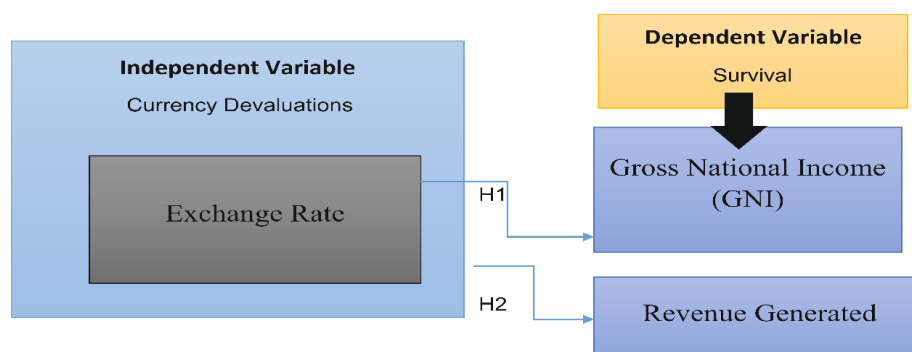 Independent Variable
Currency Devaluations
Exchange Rate
H1
H2
Dependent Variable
Survival
Gross National Income
(GNI)
Revenue Generated